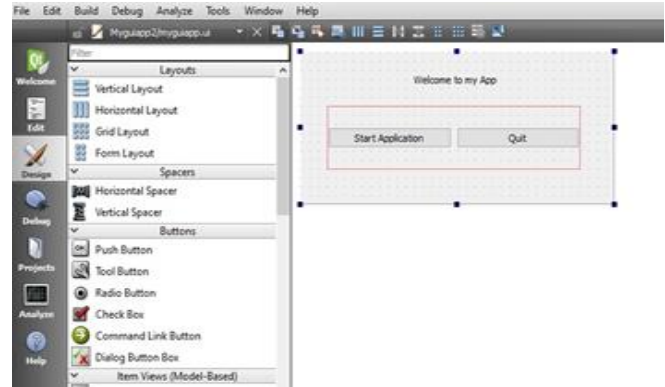 File Edit Build Debug Analyze Tools Window Help
Myguiapp2/myguiapp.ui
Filter
Layouts
Vertical Layout
Horizontal Layout
Grid Layout
Form Layout
Spacers
Horizontal Spacer
Vertical Spacer
Buttons
Push Button
Tool Button
Radio Button
Check Box
Command Link Button
Dialog Button Box
Item Views (Model-Based)
Welcome
Edit
Design
Debug
Projects
Analyze
Help
Welcome to my App
Start Application Quit